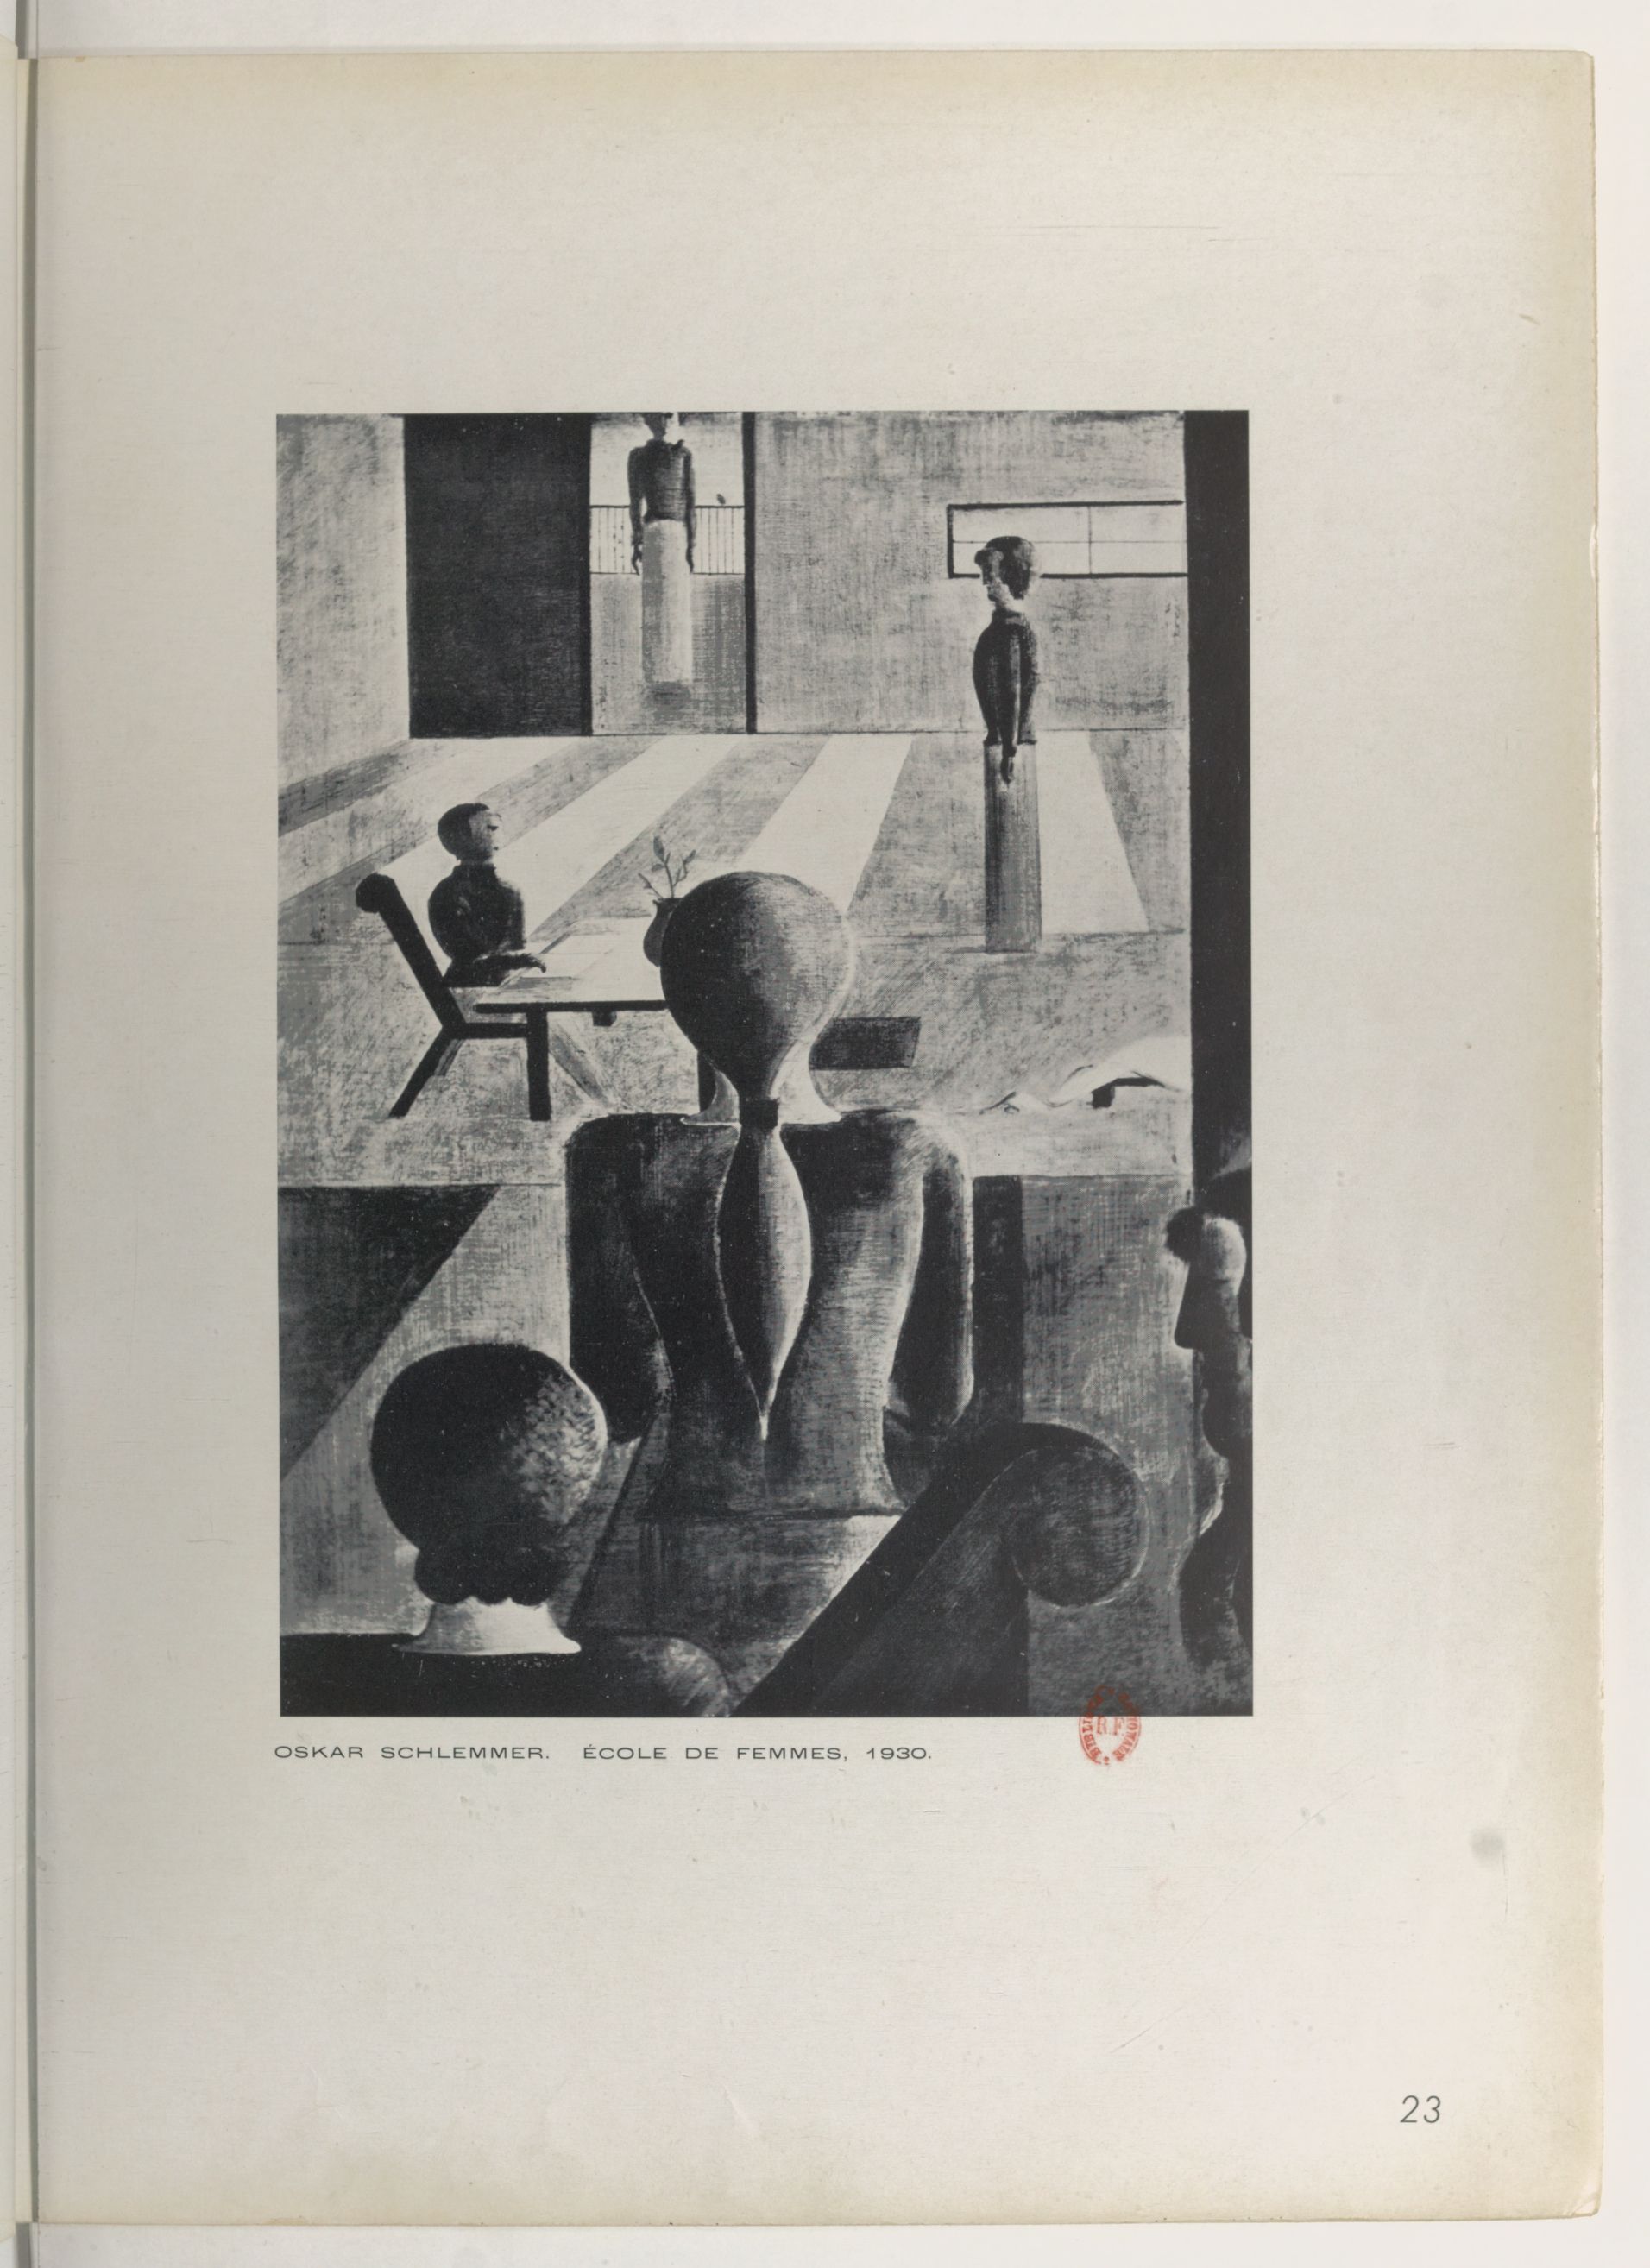 OSKAR SCHLEMMER. ÉCOLE DE FEMMES, 1930.
R.F.
23